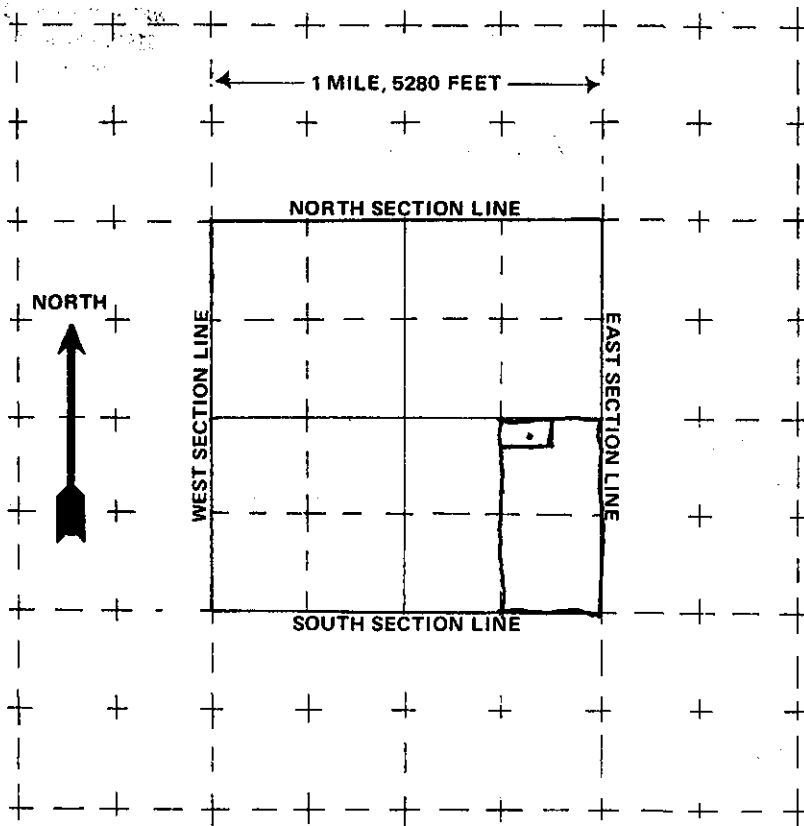 1 MILE, 5280 FEET
NORTH SECTION LINE
NORTH
WEST SECTION LINE
EAST SECTION LINE
SOUTH SECTION LINE